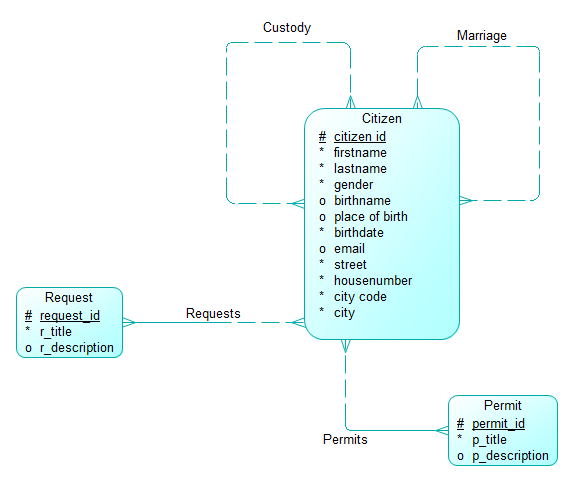 Custody
Marriage
Citizen
# citizen id
* firstname
* lastname
* gender
o birthname
o place of birth
* birthdate
o email
* street
* housenumber
* city code
* city
Request
# request_id
* r_title
o r_description
Requests
Permits
Permit
# permit_id
* p_title
o p_description